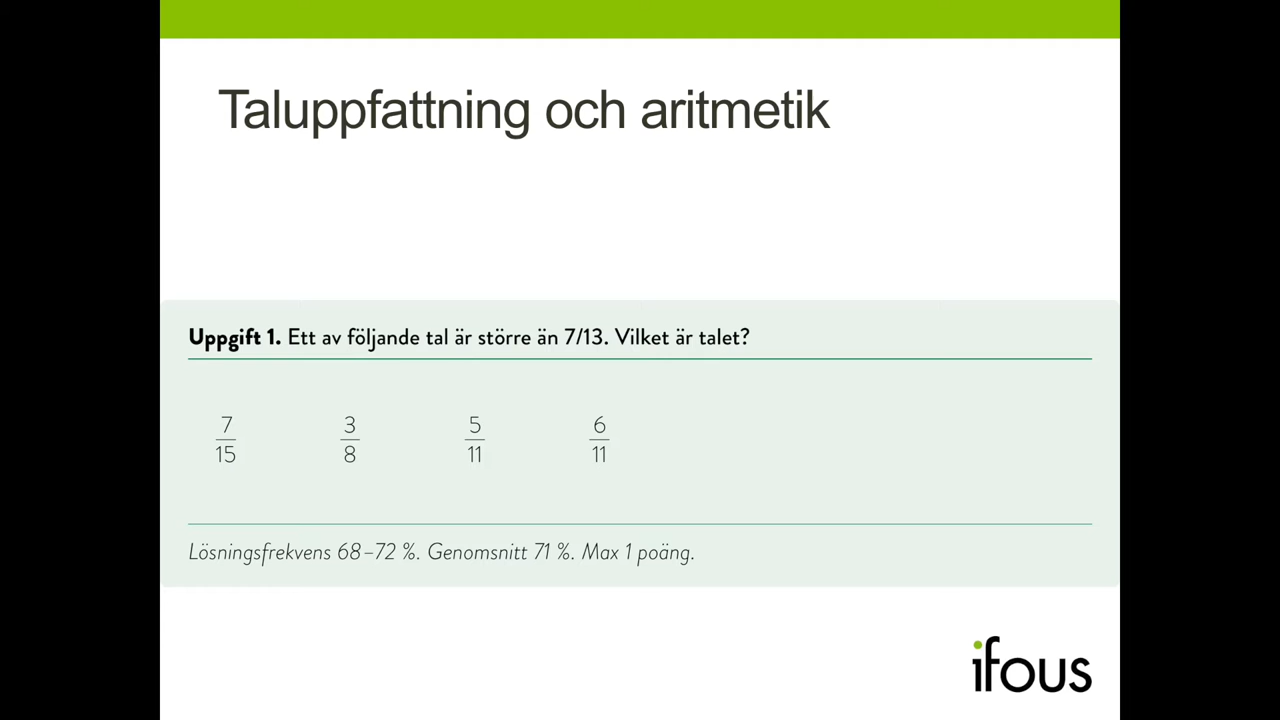 Taluppfattning och aritmetik
Uppgift 1. Ett av följande tal är större än 7/13. Vilket är talet?
7/15 3/8 5/11 6/11
Lösningsfrekvens 68–72 %. Genomsnitt 71 %. Max 1 poäng.
ifous